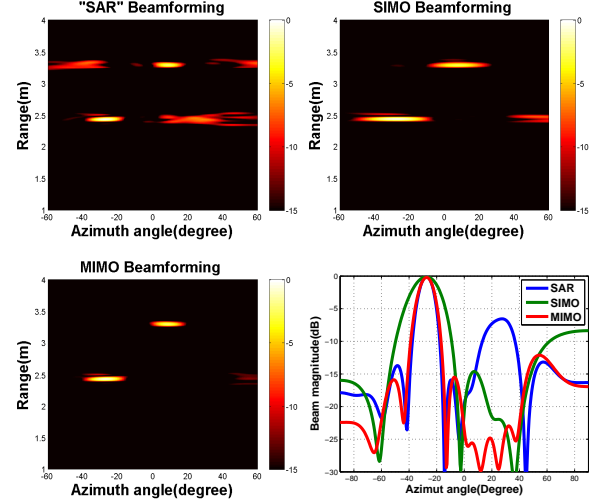 "SAR" Beamforming
SIMO Beamforming
4
3.5
3
2.5
2
1.5
1
Range(m)
-60 -40 -20 0 20 40 60
Azimuth angle(degree)
0
-5
-10
-15
4
3.5
3
2.5
2
1.5
1
Range(m)
-60 -40 -20 0 20 40 60
Azimuth angle(degree)
0
-5
-10
-15
MIMO Beamforming
4
3.5
3
2.5
2
1.5
1
Range(m)
-60 -40 -20 0 20 40 60
Azimuth angle(degree)
0
-5
-10
-15
0
−5
−10
−15
−20
−25
−30
Beam magnitude(dB)
SAR
SIMO
MIMO
−80 −60 −40 −20 0 20 40 60 80
Azimut angle(Degree)